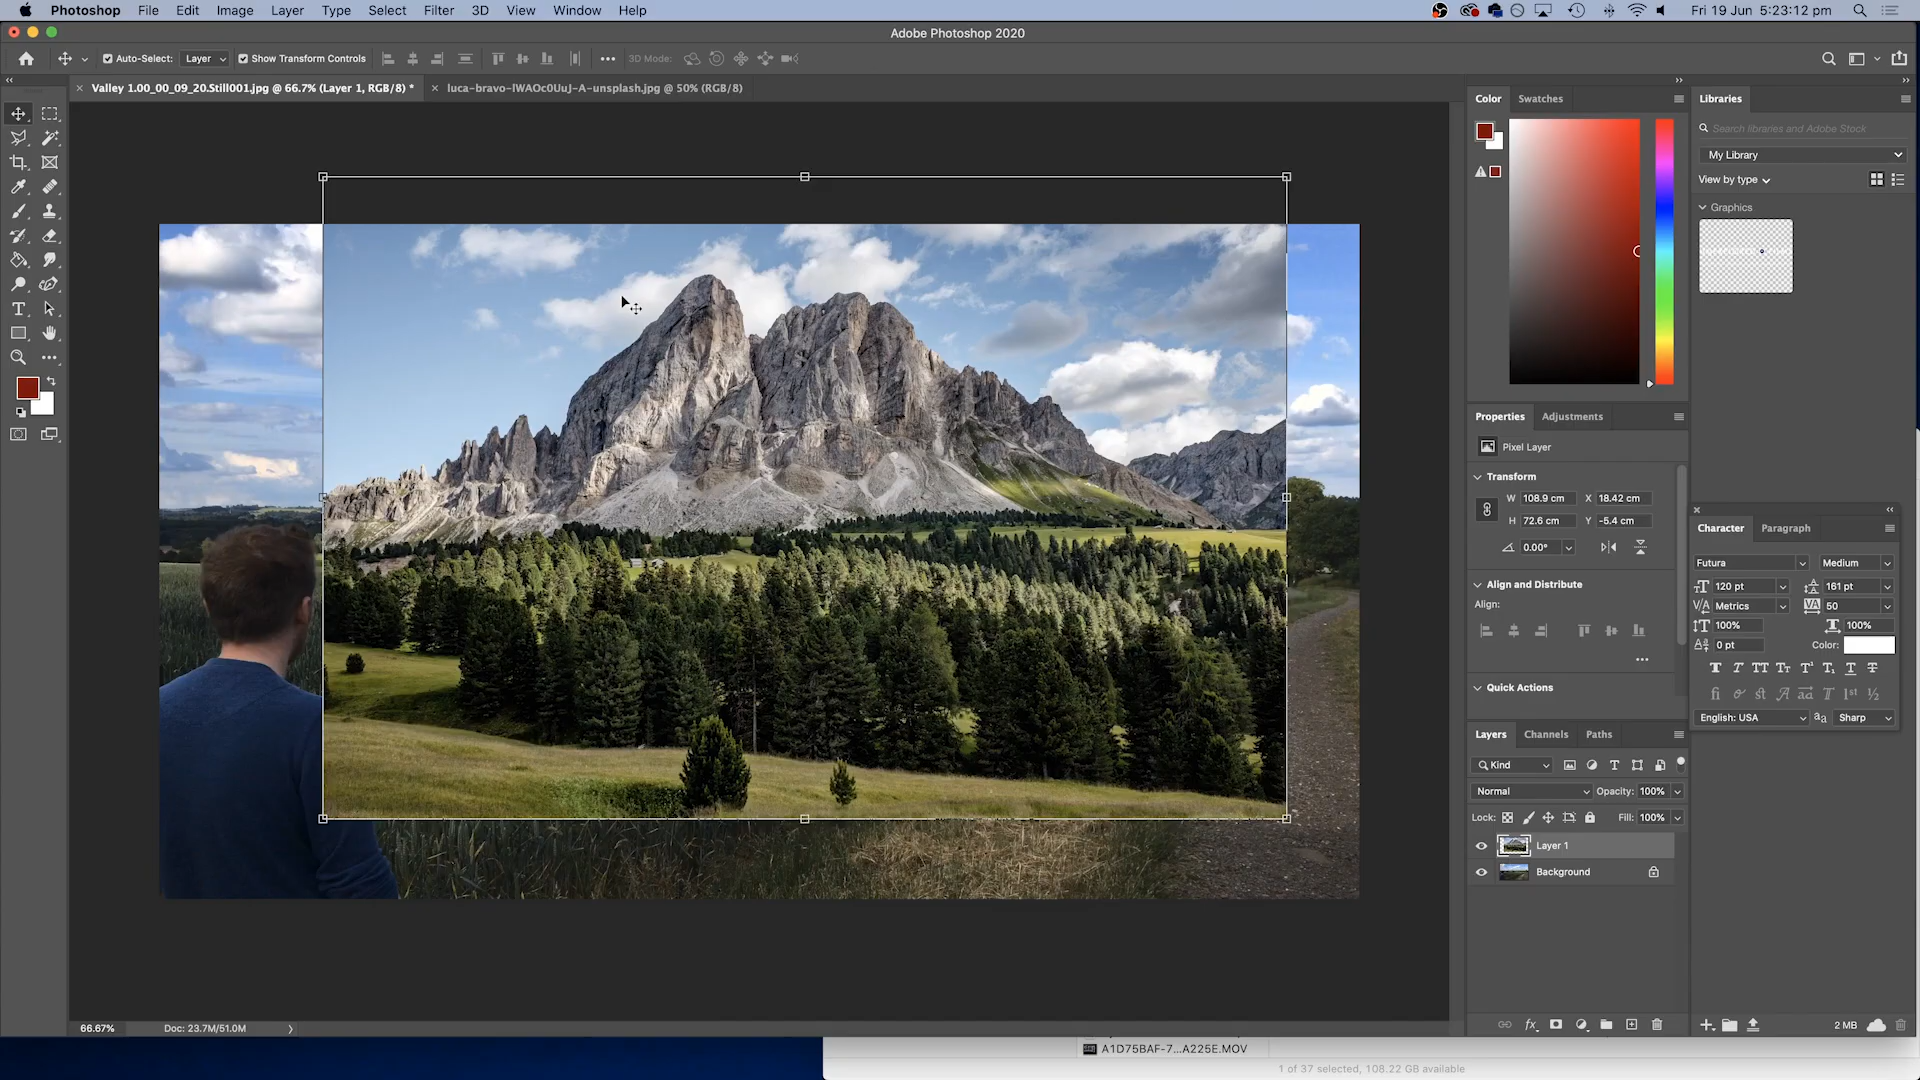 Photoshop File Edit Image Layer Type Select Filter 3D View Window Help Fri 19 Jun 5:23:12 pm
Adobe Photoshop 2020
Auto-Select: Layer Show Transform Controls 3D Mode:
Valley 1.00_00_09_20.Still001.jpg @ 66.7% (Layer 1, RGB/8) *
luca-bravo-lWAOc0UuJ-A-unsplash.jpg @ 50% (RGB/8)
Color Swatches
Properties Adjustments
Pixel Layer
Transform
W 108.9 cm X 18.42 cm
H 72.6 cm Y -5.4 cm
0.00°
Align and Distribute
Align:
Quick Actions
Layers Channels Paths
Kind
Normal Opacity: 100%
Lock: Fill: 100%
Layer 1
Background
Libraries
Search libraries and Adobe Stock
My Library
View by type
Graphics
Character Paragraph
Futura Medium
120 pt 161 pt
Metrics 50
100% 100%
0 pt Color:
English: USA Sharp
2 MB
66.67% Doc: 23.7M/51.0M
A1D75BAF-7...A225E.MOV
1 of 37 selected, 108.22 GB available